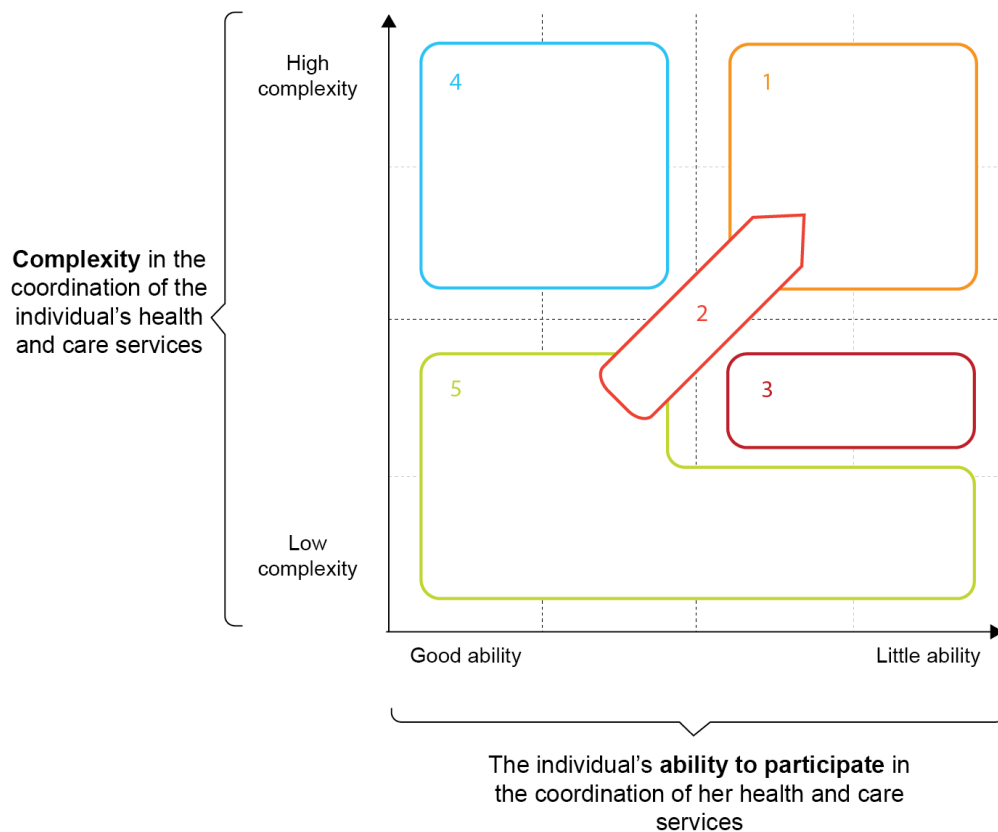 High
complexity
4
1
Complexity in the
coordination of the
individual’s health
and care services
2
5
3
Low
complexity
Good ability
Little ability
The individual’s ability to participate in
the coordination of her health and care
services